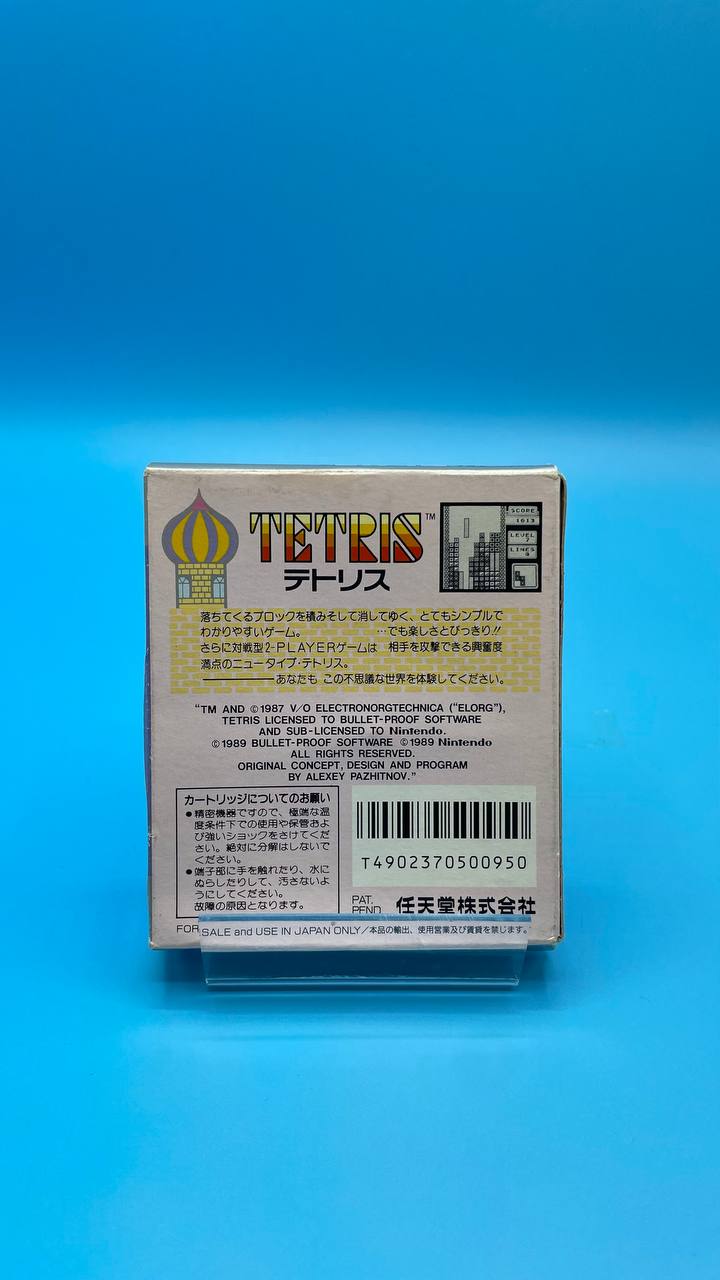 TETRIS™
テトリス
SCORE
1613
LEVEL
7
LINES
落ちてくるブロックを積みそして消してゆく、とてもシンプルで
わかりやすいゲーム。 …でも楽しさとびっきり!!
さらに対戦型2-PLAYERゲームは 相手を攻撃できる興奮度
満点のニュータイプ・テトリス。
————あなたも この不思議な世界を体験してください。
“TM AND ©1987 V/O ELECTRONORGTECHNICA (“ELORG”),
TETRIS LICENSED TO BULLET-PROOF SOFTWARE
AND SUB-LICENSED TO Nintendo.
©1989 BULLET-PROOF SOFTWARE ©1989 Nintendo
ALL RIGHTS RESERVED.
ORIGINAL CONCEPT, DESIGN AND PROGRAM
BY ALEXEY PAZHITNOV.”
カートリッジについてのお願い
●精密機器ですので、極端な温
度条件下での使用や保管およ
び強いショックをさけてくだ
さい。絶対に分解はしないで
ください。
●端子部に手を触れたり、水に
ぬらしたりして、汚さないよ
うにしてください。
故障の原因となります。
T4902370500950
PAT.
PEND.
任天堂株式会社
FOR SALE and USE IN JAPAN ONLY/本品の輸出、使用営業及び賃貸を禁じます。